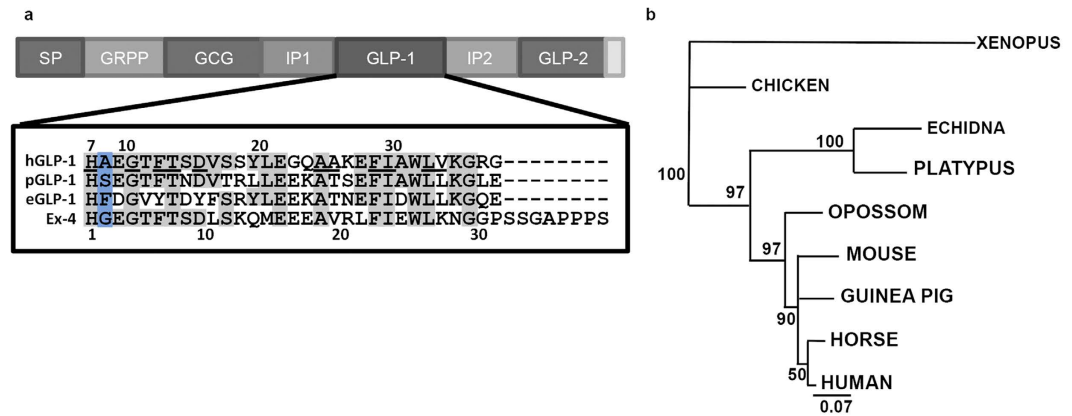 a
SP GRPP GCG IP1 GLP-1 IP2 GLP-2
7 10 20 30
hGLP-1 HAEGTFTSDVSSYLEGQAAKEFIAWLVKGRG--------
pGLP-1 HSEGTFTNDVTRLLEEKATSEFIAWLLKGLE--------
eGLP-1 HFDGVYTDYFSRYLEEKATNEFIDWLLKGQE--------
Ex-4 HGEGTFTSDLSKQMEEEAVRLFIEWLKNGGPSSGAPPPS
1 10 20 30
b
XENOPUS
CHICKEN
ECHIDNA
100
PLATYPUS
100
97
OPOSSOM
97
MOUSE
GUINEA PIG
90
HORSE
50
HUMAN
0.07